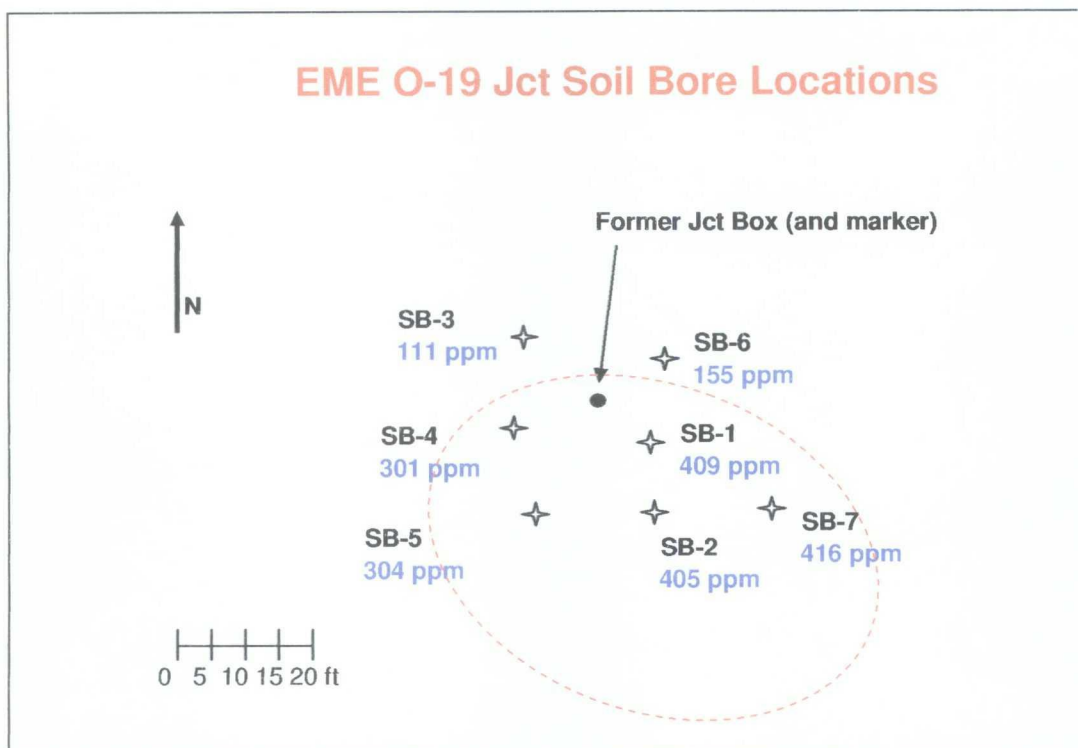 EME O-19 Jct Soil Bore Locations
Former Jct Box (and marker)
N
SB-3
111 ppm
SB-6
155 ppm
SB-4
301 ppm
SB-1
409 ppm
SB-5
304 ppm
SB-2
405 ppm
SB-7
416 ppm
0 5 10 15 20 ft